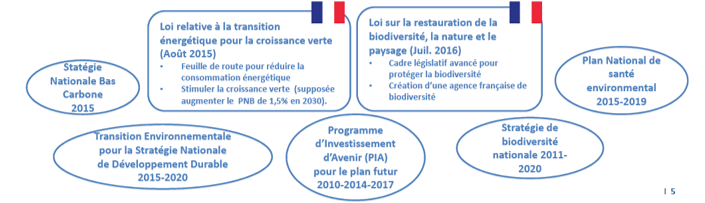 Loi relative à la transition
énergétique pour la croissance verte
(Août 2015)
• Feuille de route pour réduire la
consommation énergétique
• Stimuler la croissance verte (supposée
augmenter le PNB de 1,5% en 2030).
Loi sur la restauration de la
biodiversité, la nature et le
paysage (Juil. 2016)
• Cadre législatif avancé pour
protéger la biodiversité
• Création d'une agence française de
biodiversité
Statégie
Nationale Bas
Carbone
2015
Plan National de
santé
environmental
2015-2019
Transition Environnementale
pour la Stratégie Nationale
de Développement Durable
2015-2020
Programme
d'Investissement
d'Avenir (PIA)
pour le plan futur
2010-2014-2017
Stratégie de
biodiversité
nationale 2011-
2020
I 5